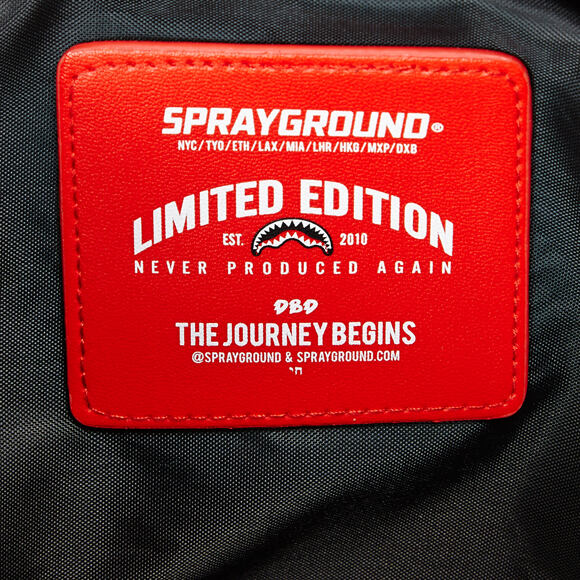 SPRAYGROUND®
NYC/TYO/ETH/LAX/MIA/LHR/HKG/MXP/DXB
LIMITED EDITION
EST. 2010
NEVER PRODUCED AGAIN
DBD
THE JOURNEY BEGINS
@SPRAYGROUND & SPRAYGROUND.COM
חי